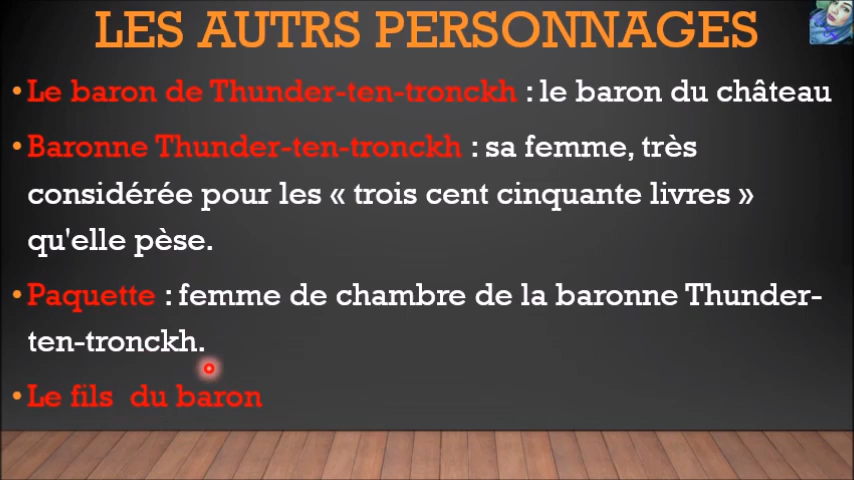 LES AUTRS PERSONNAGES
• Le baron de Thunder-ten-tronckh : le baron du château
• Baronne Thunder-ten-tronckh : sa femme, très
considérée pour les « trois cent cinquante livres »
qu'elle pèse.
• Paquette : femme de chambre de la baronne Thunder-
ten-tronckh.
• Le fils du baron